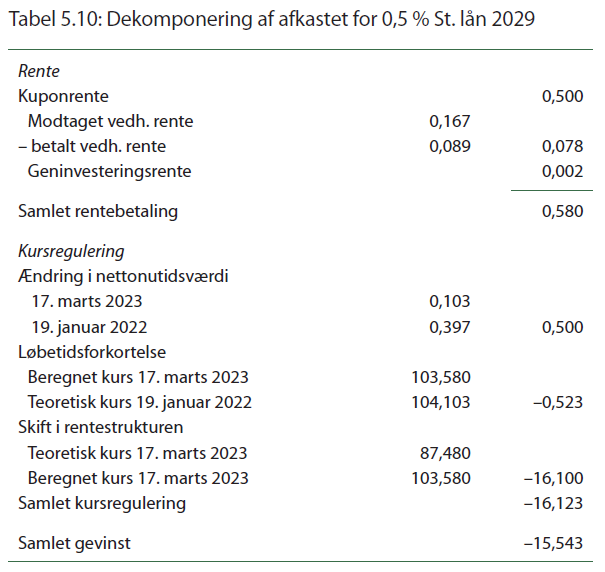 Tabel 5.10: Dekomponering af afkastet for 0,5 % St. lån 2029
Rente
Kuponrente 0,500
Modtaget vedh. rente 0,167
– betalt vedh. rente 0,089 0,078
Geninvesteringsrente 0,002
Samlet rentebetaling 0,580
Kursregulering
Ændring i nettonutidsværdi
17. marts 2023 0,103
19. januar 2022 0,397 0,500
Løbetidsforkortelse
Beregnet kurs 17. marts 2023 103,580
Teoretisk kurs 19. januar 2022 104,103 –0,523
Skift i rentestrukturen
Teoretisk kurs 17. marts 2023 87,480
Beregnet kurs 17. marts 2023 103,580 –16,100
Samlet kursregulering –16,123
Samlet gevinst –15,543